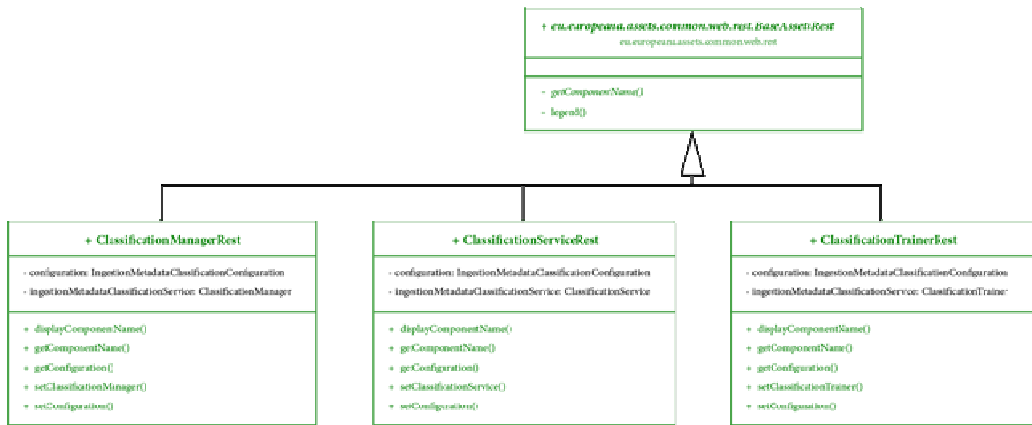 + eu.europeana.assets.common.web.rest.BaseAssetRest
eu.europeana.assets.common.web.rest
- getComponentName()
- legend()
+ ClassificationManagerRest
- configuration: IngestionMetadataClassificationConfiguration
- ingestionMetadataClassificationService: ClassificationManager
+ displayComponentName()
+ getComponentName()
+ getConfiguration()
+ setClassificationManager()
+ setConfiguration()
+ ClassificationServiceRest
- configuration: IngestionMetadataClassificationConfiguration
- ingestionMetadataClassificationService: ClassificationService
+ displayComponentName()
+ getComponentName()
+ getConfiguration()
+ setClassificationService()
+ setConfiguration()
+ ClassificationTrainerRest
- configuration: IngestionMetadataClassificationConfiguration
- ingestionMetadataClassificationService: ClassificationTrainer
+ displayComponentName()
+ getComponentName()
+ getConfiguration()
+ setClassificationTrainer()
+ setConfiguration()